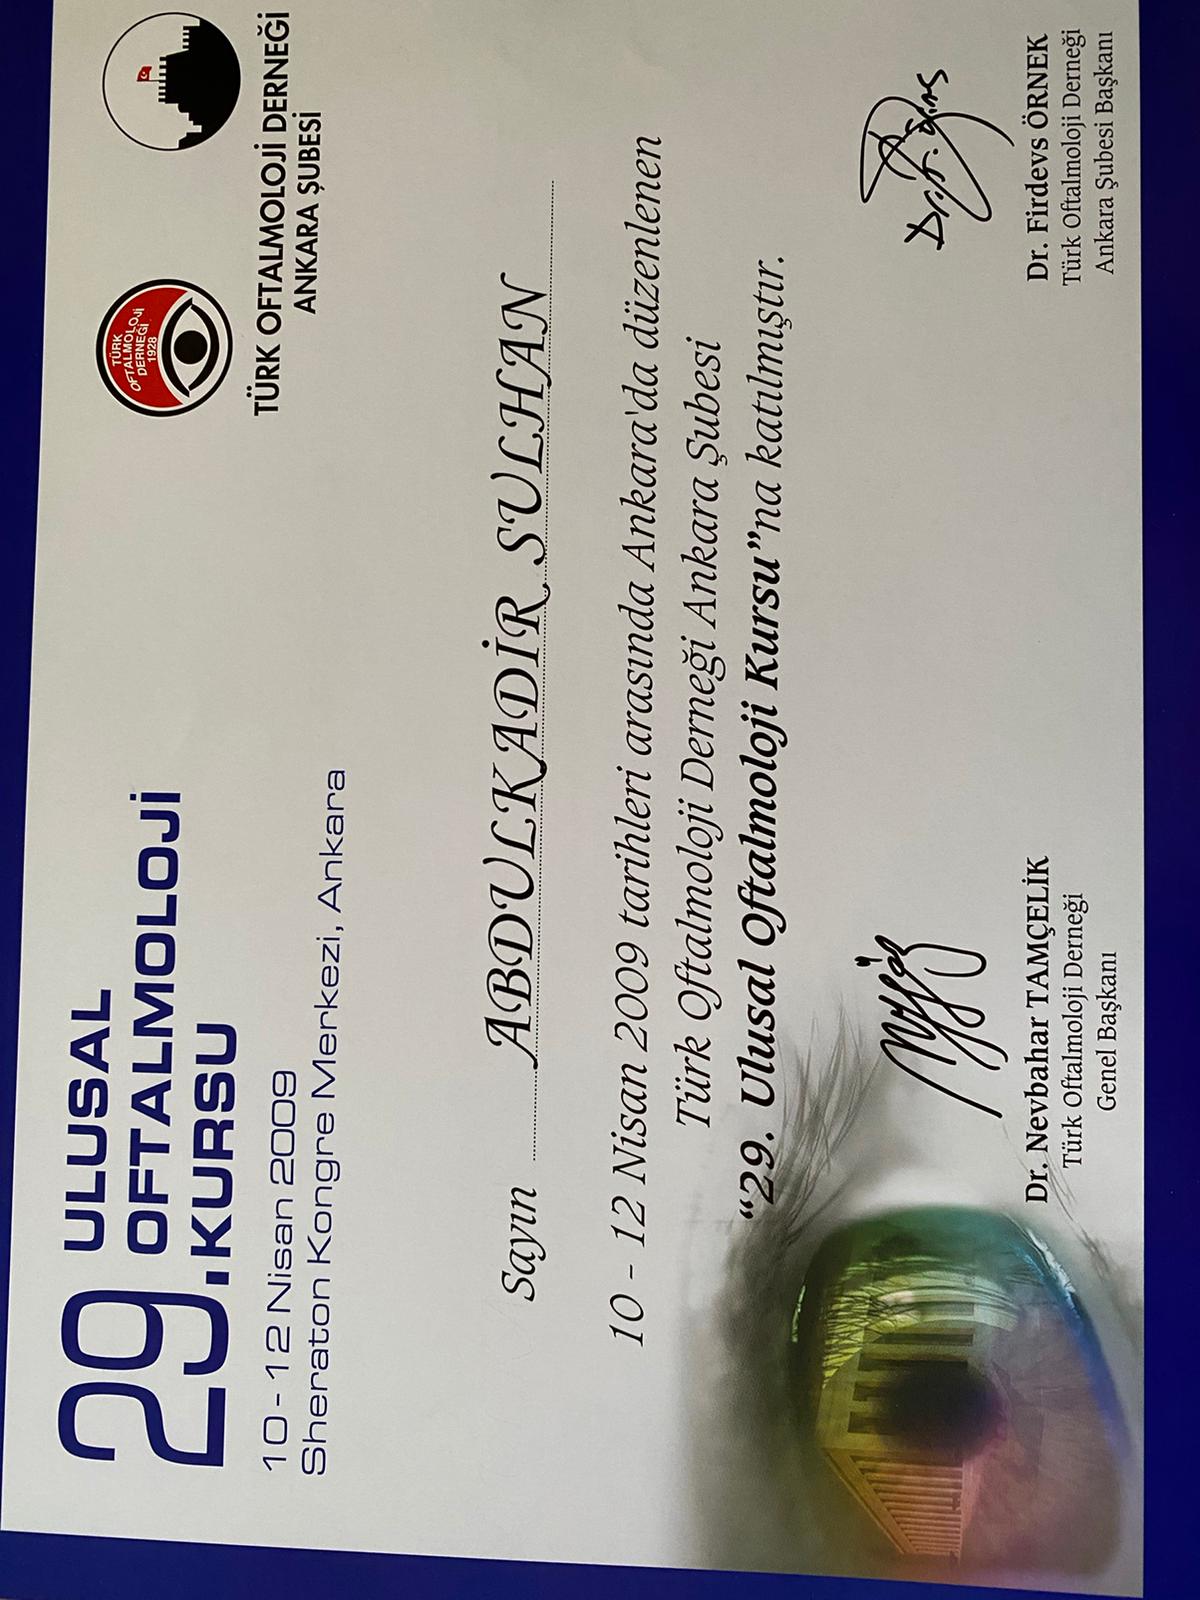 29. ULUSAL
OFTALMOLOJİ
KURSU
10 - 12 Nisan 2009
Sheraton Kongre Merkezi, Ankara
TÜRK
OFTALMOLOJİ
DERNEĞİ
1928
TÜRK OFTALMOLOJİ DERNEĞİ
ANKARA ŞUBESİ
Sayın ABDULKADİR SULHAN
10 - 12 Nisan 2009 tarihleri arasında Ankara'da düzenlenen
Türk Oftalmoloji Derneği Ankara Şubesi
“29. Ulusal Oftalmoloji Kursu”na katılmıştır.
Dr. Nevbahar TAMÇELİK
Türk Oftalmoloji Derneği
Genel Başkanı
Dr. Firdevs ÖRNEK
Türk Oftalmoloji Derneği
Ankara Şubesi Başkanı